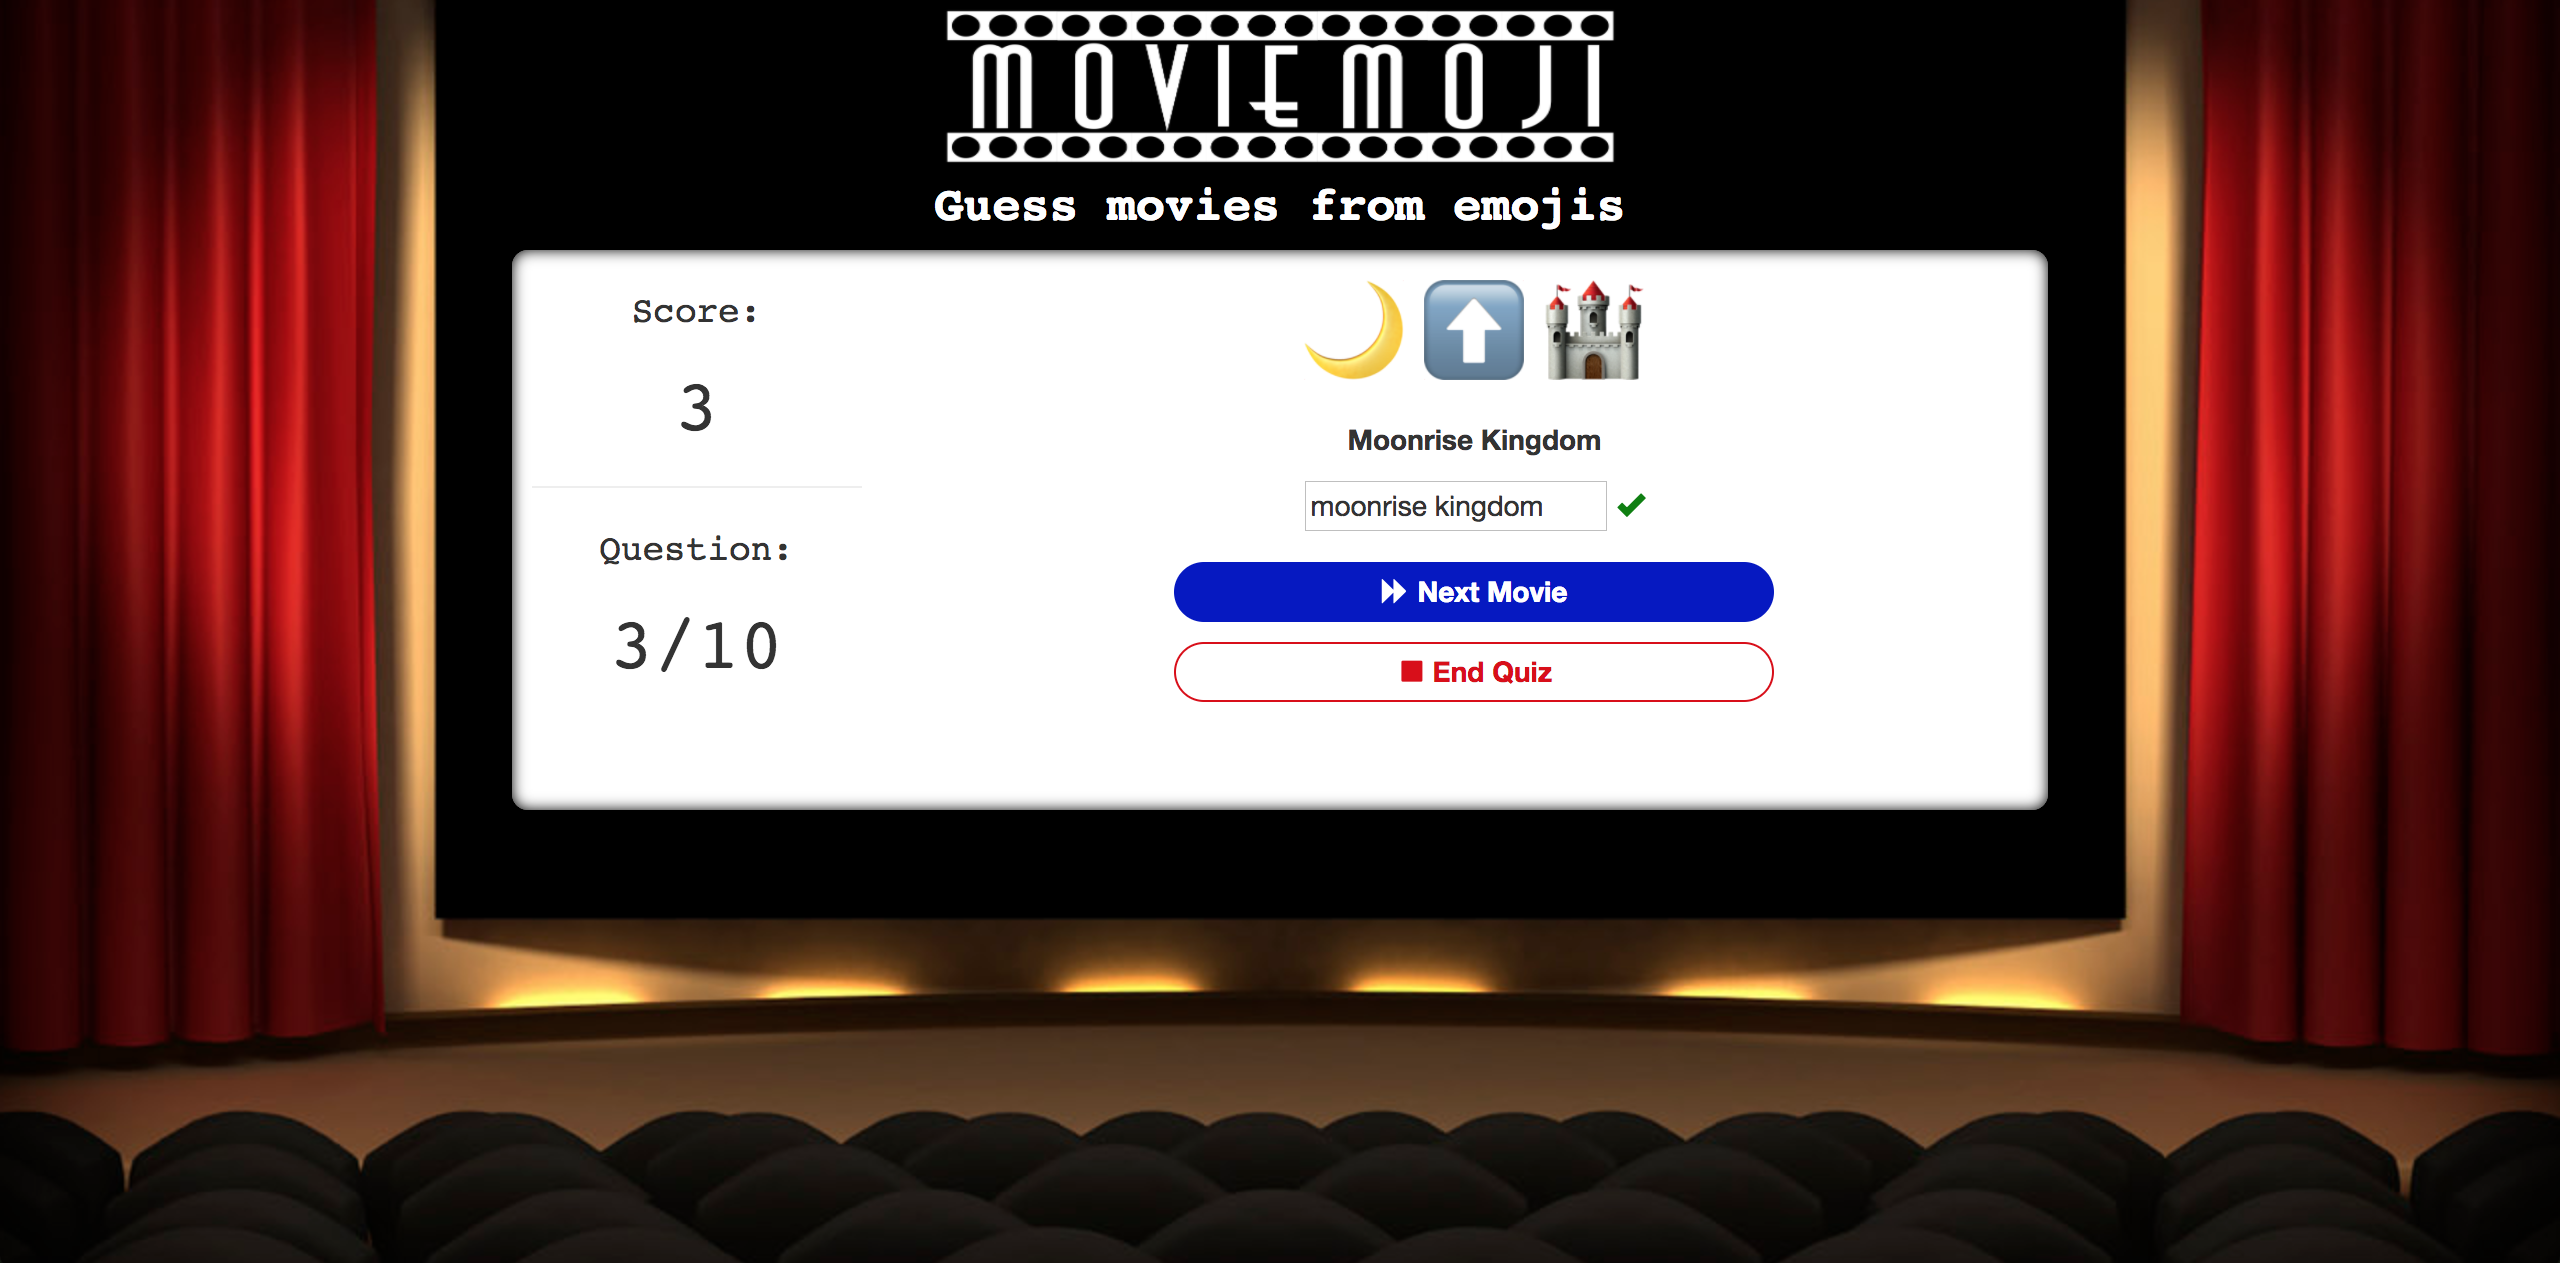 MOVIEMOJI
Guess movies from emojis
Score:
3
Question:
3/10
Moonrise Kingdom
moonrise kingdom
Next Movie
End Quiz